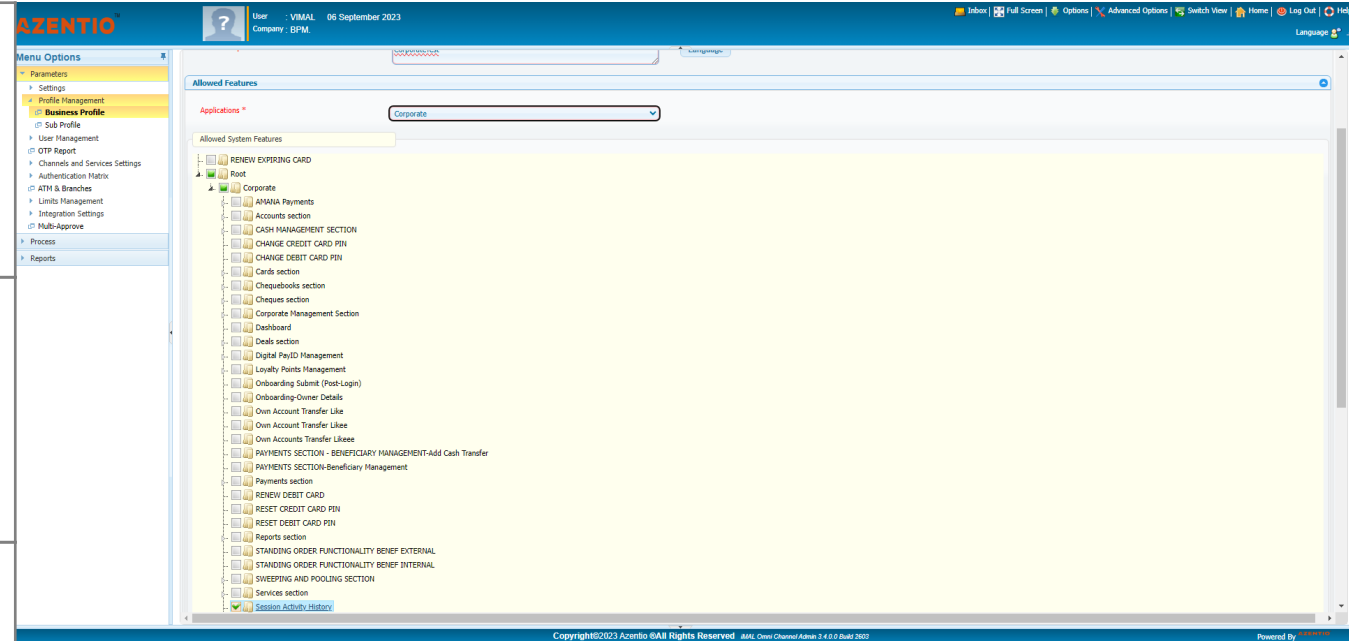 AZENTIO
User : VIMAL 06 September 2023
Company : BPM.
Inbox | Full Screen | Options | Advanced Options | Switch View | Home | Log Out | Hel
Language
Menu Options
Parameters
Settings
Profile Management
Business Profile
Sub Profile
User Management
OTP Report
Channels and Services Settings
Authentication Matrix
ATM & Branches
Limits Management
Integration Settings
Multi-Approve
Process
Reports
CorporateTest
Language
Allowed Features
Applications *
Corporate
Allowed System Features
RENEW EXPIRING CARD
Root
Corporate
AMANA Payments
Accounts section
CASH MANAGEMENT SECTION
CHANGE CREDIT CARD PIN
CHANGE DEBIT CARD PIN
Cards section
Chequebooks section
Cheques section
Corporate Management Section
Dashboard
Deals section
Digital PayID Management
Loyalty Points Management
Onboarding Submit (Post-Login)
Onboarding-Owner Details
Own Account Transfer Like
Own Account Transfer Likee
Own Accounts Transfer Likeee
PAYMENTS SECTION - BENEFICIARY MANAGEMENT-Add Cash Transfer
PAYMENTS SECTION-Beneficiary Management
Payments section
RENEW DEBIT CARD
RESET CREDIT CARD PIN
RESET DEBIT CARD PIN
Reports section
STANDING ORDER FUNCTIONALITY BENEF EXTERNAL
STANDING ORDER FUNCTIONALITY BENEF INTERNAL
SWEEPING AND POOLING SECTION
Services section
Session Activity History
Copyright©2023 Azentio ®All Rights Reserved iMAL Omni Channel Admin 3.4.0.0 Build 2603
Powered By AZENTIO